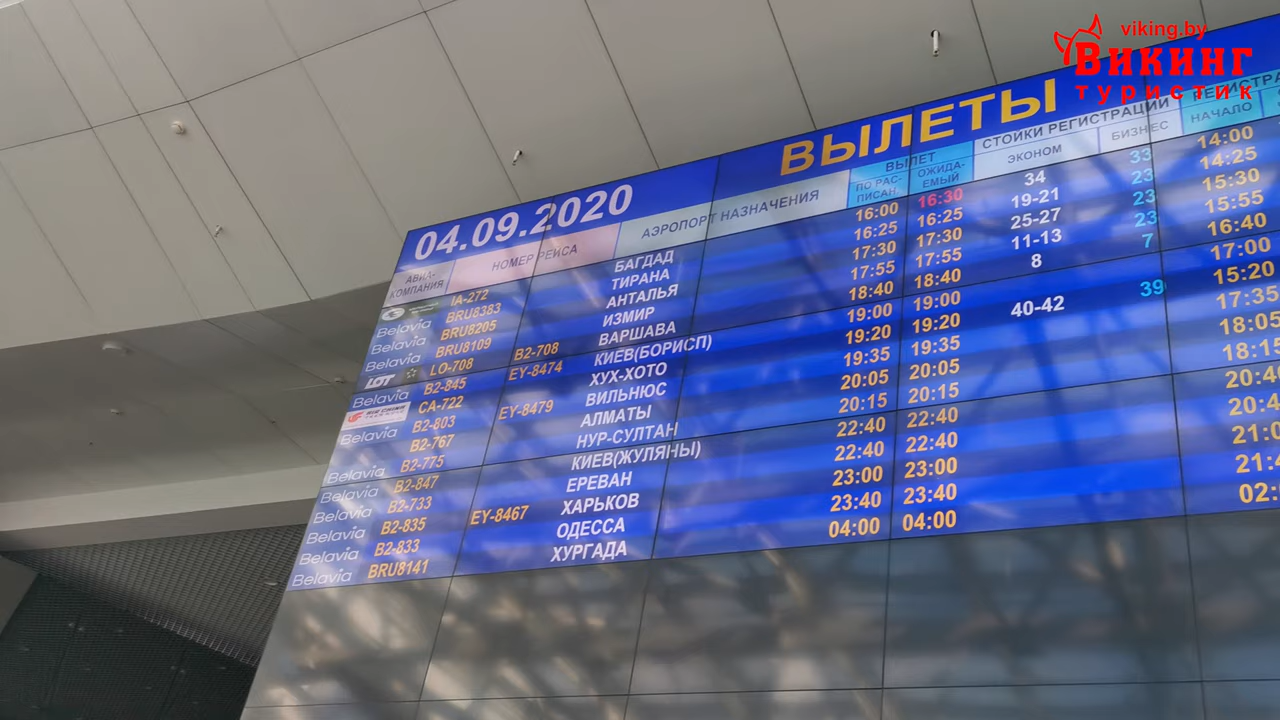 viking.by
Викинг
туристик
ВЫЛЕТЫ
04.09.2020
АВИА-КОМПАНИЯ НОМЕР РЕЙСА АЭРОПОРТ НАЗНАЧЕНИЯ ВЫЛЕТ ПО РАС-ПИСАН. ОЖИДА-ЕМЫЙ СТОЙКИ РЕГИСТРАЦИИ ЭКОНОМ БИЗНЕС РЕГИСТРА НАЧАЛО
IA-272 БАГДАД 16:00 16:30 34 33 14:00
Belavia BRU8383 ТИРАНА 16:25 16:25 19-21 23 14:25
Belavia BRU8205 АНТАЛЬЯ 17:30 17:30 25-27 23 15:30
Belavia BRU8109 ИЗМИР 17:55 17:55 11-13 23 15:55
LOT LO-708 B2-708 ВАРШАВА 18:40 18:40 8 7 16:40
Belavia B2-845 EY-8474 КИЕВ(БОРИСП) 19:00 19:00 17:00
CA-722 ХУХ-ХОТО 19:20 19:20 40-42 39 15:20
Belavia B2-803 EY-8479 ВИЛЬНЮС 19:35 19:35 17:35
B2-767 АЛМАТЫ 20:05 20:05 18:05
Belavia B2-775 НУР-СУЛТАН 20:15 20:15 18:15
Belavia B2-847 КИЕВ(ЖУЛЯНЫ) 22:40 22:40 20:40
Belavia B2-733 ЕРЕВАН 22:40 22:40 20:4
Belavia B2-835 EY-8467 ХАРЬКОВ 23:00 23:00 21:0
Belavia B2-833 ОДЕССА 23:40 23:40 21:4
Belavia BRU8141 ХУРГАДА 04:00 04:00 02: